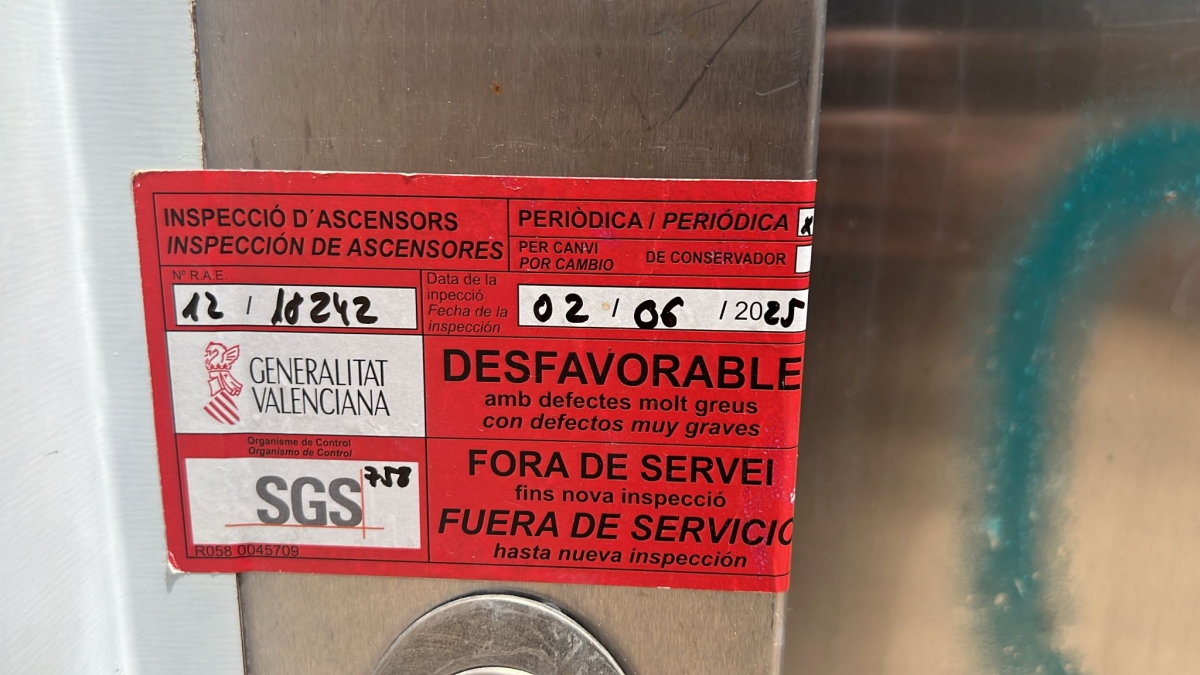 INSPECCIÓ D´ASCENSORS
INSPECCIÓN DE ASCENSORES
PERIÒDICA / PERIÓDICA x
PER CANVI
POR CAMBIO
DE CONSERVADOR
Nº R.A.E.
12 / 18242
Data de la
inpecció
Fecha de la
inspección
02 / 06 / 2025
GENERALITAT
VALENCIANA
DESFAVORABLE
amb defectes molt greus
con defectos muy graves
Organisme de Control
Organismo de Control
SGS 758
R058 0045709
FORA DE SERVEI
fins nova inspecció
FUERA DE SERVICIO
hasta nueva inspección